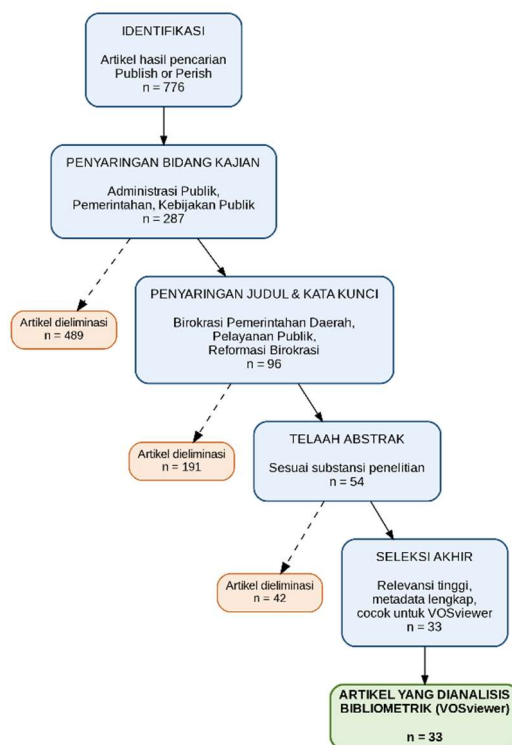 IDENTIFIKASI
Artikel hasil pencarian
Publish or Perish
n = 776
PENYARINGAN BIDANG KAJIAN
Administrasi Publik,
Pemerintahan, Kebijakan Publik
n = 287
Artikel dieliminasi
n = 489
PENYARINGAN JUDUL & KATA KUNCI
Birokrasi Pemerintahan Daerah,
Pelayanan Publik,
Reformasi Birokrasi
n = 96
Artikel dieliminasi
n = 191
TELAAH ABSTRAK
Sesuai substansi penelitian
n = 54
Artikel dieliminasi
n = 42
SELEKSI AKHIR
Relevansi tinggi,
metadata lengkap,
cocok untuk VOSviewer
n = 33
ARTIKEL YANG DIANALISIS
BIBLIOMETRIK (VOSviewer)
n = 33